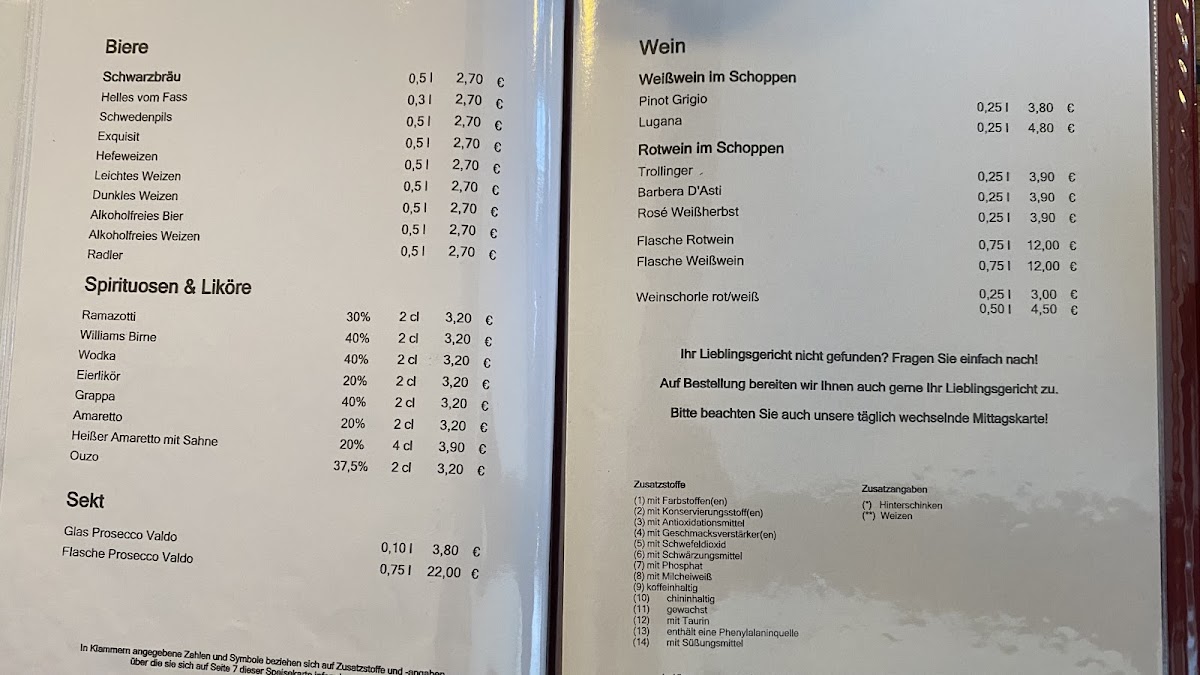 Biere
Schwarzbräu
Helles vom Fass 0,5 l 2,70 €
Schwedenpils 0,3 l 2,70 €
Exquisit 0,5 l 2,70 €
Hefeweizen 0,5 l 2,70 €
Leichtes Weizen 0,5 l 2,70 €
Dunkles Weizen 0,5 l 2,70 €
Alkoholfreies Bier 0,5 l 2,70 €
Alkoholfreies Weizen 0,5 l 2,70 €
Radler 0,5 l 2,70 €
Spirituosen & Liköre
Ramazotti 30% 2 cl 3,20 €
Williams Birne 40% 2 cl 3,20 €
Wodka 40% 2 cl 3,20 €
Eierlikör 20% 2 cl 3,20 €
Grappa 40% 2 cl 3,20 €
Amaretto 20% 2 cl 3,20 €
Heißer Amaretto mit Sahne 20% 4 cl 3,90 €
Ouzo 37,5% 2 cl 3,20 €
Sekt
Glas Prosecco Valdo 0,10 l 3,80 €
Flasche Prosecco Valdo 0,75 l 22,00 €
In Klammern angegebene Zahlen und Symbole beziehen sich auf Zusatzstoffe und -angaben
über die sie sich auf Seite 7 dieser Speisekarte
Wein
Weißwein im Schoppen
Pinot Grigio 0,25 l 3,80 €
Lugana 0,25 l 4,80 €
Rotwein im Schoppen
Trollinger 0,25 l 3,90 €
Barbera D'Asti 0,25 l 3,90 €
Rosé Weißherbst 0,25 l 3,90 €
Flasche Rotwein 0,75 l 12,00 €
Flasche Weißwein 0,75 l 12,00 €
Weinschorle rot/weiß 0,25 l 3,00 €
0,50 l 4,50 €
Ihr Lieblingsgericht nicht gefunden? Fragen Sie einfach nach!
Auf Bestellung bereiten wir Ihnen auch gerne Ihr Lieblingsgericht zu.
Bitte beachten Sie auch unsere täglich wechselnde Mittagskarte!
Zusatzstoffe
(1) mit Farbstoffen(en)
(2) mit Konservierungsstoff(en)
(3) mit Antioxidationsmittel
(4) mit Geschmacksverstärker(en)
(5) mit Schwefeldioxid
(6) mit Schwärzungsmittel
(7) mit Phosphat
(8) mit Milcheiweiß
(9) koffeinhaltig
(10) chininhaltig
(11) gewachst
(12) mit Taurin
(13) enthält eine Phenylalaninquelle
(14) mit Süßungsmittel
Zusatzangaben
(*) Hinterschinken
(**) Weizen